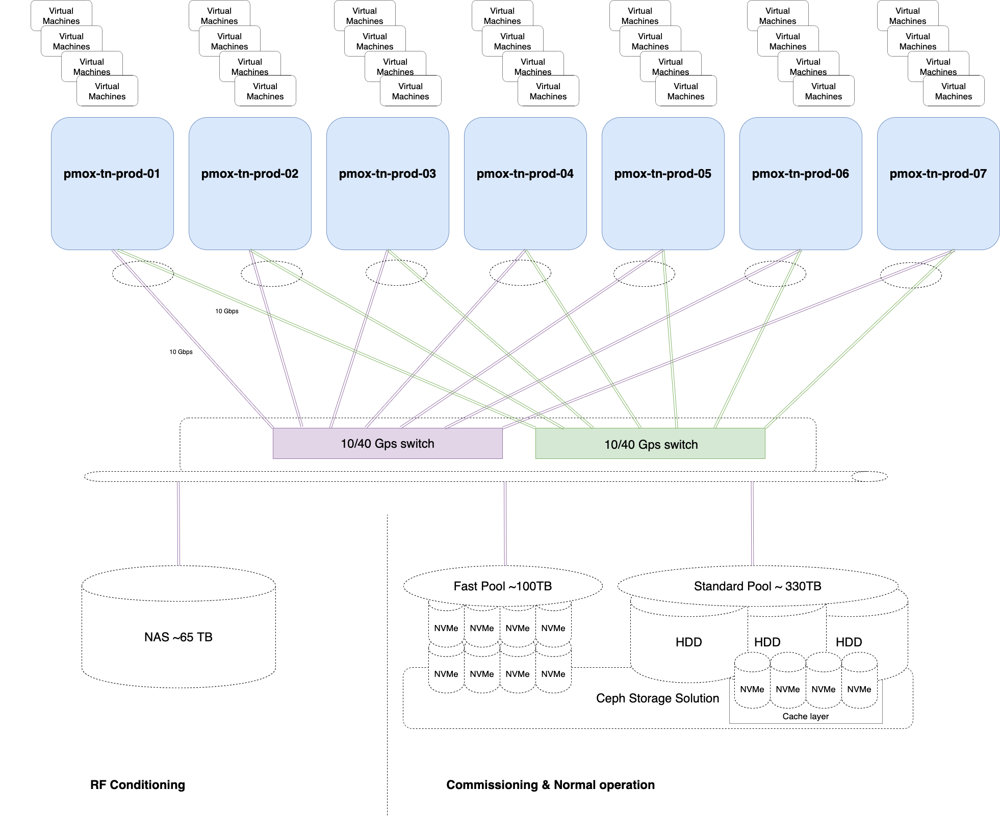 Virtual
Machines
Virtual
Machines
Virtual
Machines
Virtual
Machines
Virtual
Machines
Virtual
Machines
Virtual
Machines
Virtual
Machines
Virtual
Machines
Virtual
Machines
Virtual
Machines
Virtual
Machines
Virtual
Machines
Virtual
Machines
Virtual
Machines
Virtual
Machines
Virtual
Machines
Virtual
Machines
Virtual
Machines
Virtual
Machines
Virtual
Machines
Virtual
Machines
Virtual
Machines
Virtual
Machines
Virtual
Machines
Virtual
Machines
Virtual
Machines
Virtual
Machines
pmox-tn-prod-01
pmox-tn-prod-02
pmox-tn-prod-03
pmox-tn-prod-04
pmox-tn-prod-05
pmox-tn-prod-06
pmox-tn-prod-07
10 Gbps
10 Gbps
10/40 Gps switch
10/40 Gps switch
NAS ~65 TB
Fast Pool ~100TB
NVMe
NVMe
NVMe
NVMe
NVMe
NVMe
NVMe
NVMe
Standard Pool ~ 330TB
HDD
HDD
HDD
NVMe
NVMe
NVMe
NVMe
Cache layer
Ceph Storage Solution
RF Conditioning
Commissioning & Normal operation